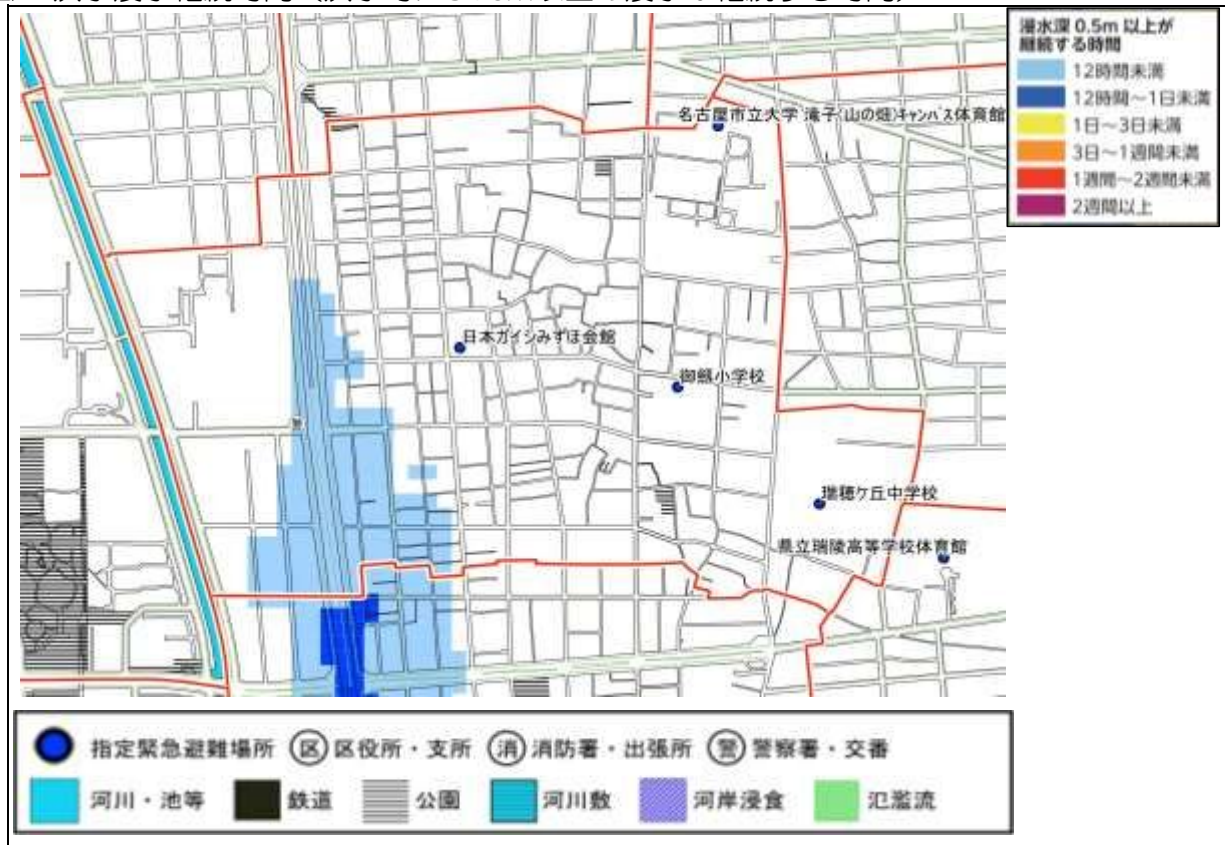 浸水深 0.5m 以上が
継続する時間
12時間未満
12時間～1日未満
1日～3日未満
3日～1週間未満
1週間～2週間未満
2週間以上
名古屋市立大学 滝子(山の畑)キャンパス体育館
日本ガイシみずほ会館
御剱小学校
瑞穂ケ丘中学校
県立瑞陵高等学校体育館
指定緊急避難場所 区 区役所・支所 消 消防署・出張所 警 警察署・交番
河川・池等 鉄道 公園 河川敷 河岸浸食 氾濫流